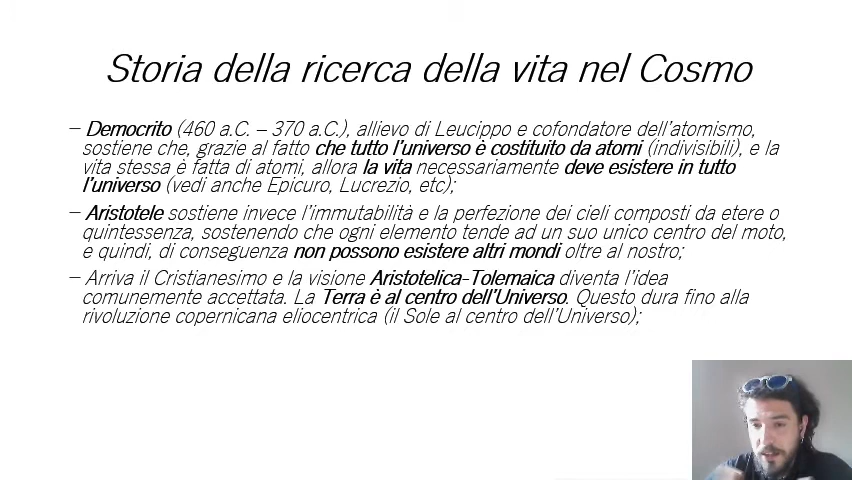 Storia della ricerca della vita nel Cosmo
– Democrito (460 a.C. – 370 a.C.), allievo di Leucippo e cofondatore dell'atomismo,
sostiene che, grazie al fatto che tutto l'universo è costituito da atomi (indivisibili), e la
vita stessa è fatta di atomi, allora la vita necessariamente deve esistere in tutto
l'universo (vedi anche Epicuro, Lucrezio, etc);
– Aristotele sostiene invece l'immutabilità e la perfezione dei cieli composti da etere o
quintessenza, sostenendo che ogni elemento tende ad un suo unico centro del moto,
e quindi, di conseguenza non possono esistere altri mondi oltre al nostro;
– Arriva il Cristianesimo e la visione Aristotelica-Tolemaica diventa l'idea
comunemente accettata. La Terra è al centro dell'Universo. Questo dura fino alla
rivoluzione copernicana eliocentrica (il Sole al centro dell'Universo);